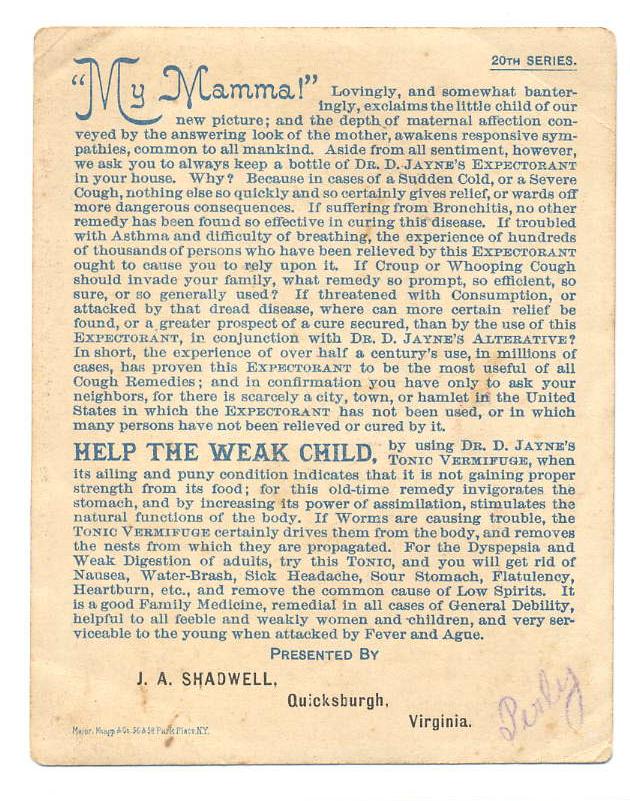 20TH SERIES.
"My Mamma!" Lovingly, and somewhat banter-
ingly, exclaims the little child of our
new picture; and the depth of maternal affection con-
veyed by the answering look of the mother, awakens responsive sym-
pathies, common to all mankind. Aside from all sentiment, however,
we ask you to always keep a bottle of DR. D. JAYNE'S EXPECTORANT
in your house. Why? Because in cases of a Sudden Cold, or a Severe
Cough, nothing else so quickly and so certainly gives relief, or wards off
more dangerous consequences. If suffering from Bronchitis, no other
remedy has been found so effective in curing this disease. If troubled
with Asthma and difficulty of breathing, the experience of hundreds
of thousands of persons who have been relieved by this EXPECTORANT
ought to cause you to rely upon it. If Croup or Whooping Cough
should invade your family, what remedy so prompt, so efficient, so
sure, or so generally used? If threatened with Consumption, or
attacked by that dread disease, where can more certain relief be
found, or a greater prospect of a cure secured, than by the use of this
EXPECTORANT, in conjunction with DR. D. JAYNE'S ALTERATIVE?
In short, the experience of over half a century's use, in millions of
cases, has proven this EXPECTORANT to be the most useful of all
Cough Remedies; and in confirmation you have only to ask your
neighbors, for there is scarcely a city, town, or hamlet in the United
States in which the EXPECTORANT has not been used, or in which
many persons have not been relieved or cured by it.
HELP THE WEAK CHILD, by using DR. D. JAYNE'S
TONIC VERMIFUGE, when
its ailing and puny condition indicates that it is not gaining proper
strength from its food; for this old-time remedy invigorates the
stomach, and by increasing its power of assimilation, stimulates the
natural functions of the body. If Worms are causing trouble, the
TONIC VERMIFUGE certainly drives them from the body, and removes
the nests from which they are propagated. For the Dyspepsia and
Weak Digestion of adults, try this TONIC, and you will get rid of
Nausea, Water-Brash, Sick Headache, Sour Stomach, Flatulency,
Heartburn, etc., and remove the common cause of Low Spirits. It
is a good Family Medicine, remedial in all cases of General Debility,
helpful to all feeble and weakly women and children, and very ser-
viceable to the young when attacked by Fever and Ague.
PRESENTED BY
J. A. SHADWELL,
Quicksburgh,
Virginia.
Major, Knapp & Co. 56 & 58 Park Place N.Y.